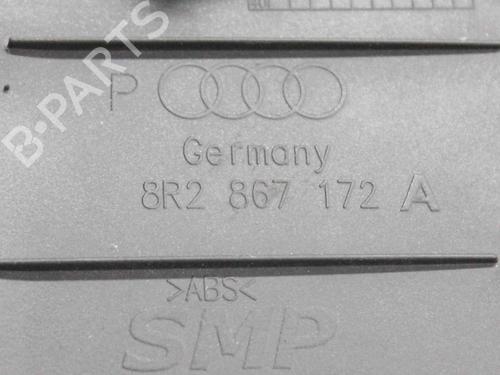 P
Germany
8R2 867 172 A
>ABS<
SMP
B-PARTS